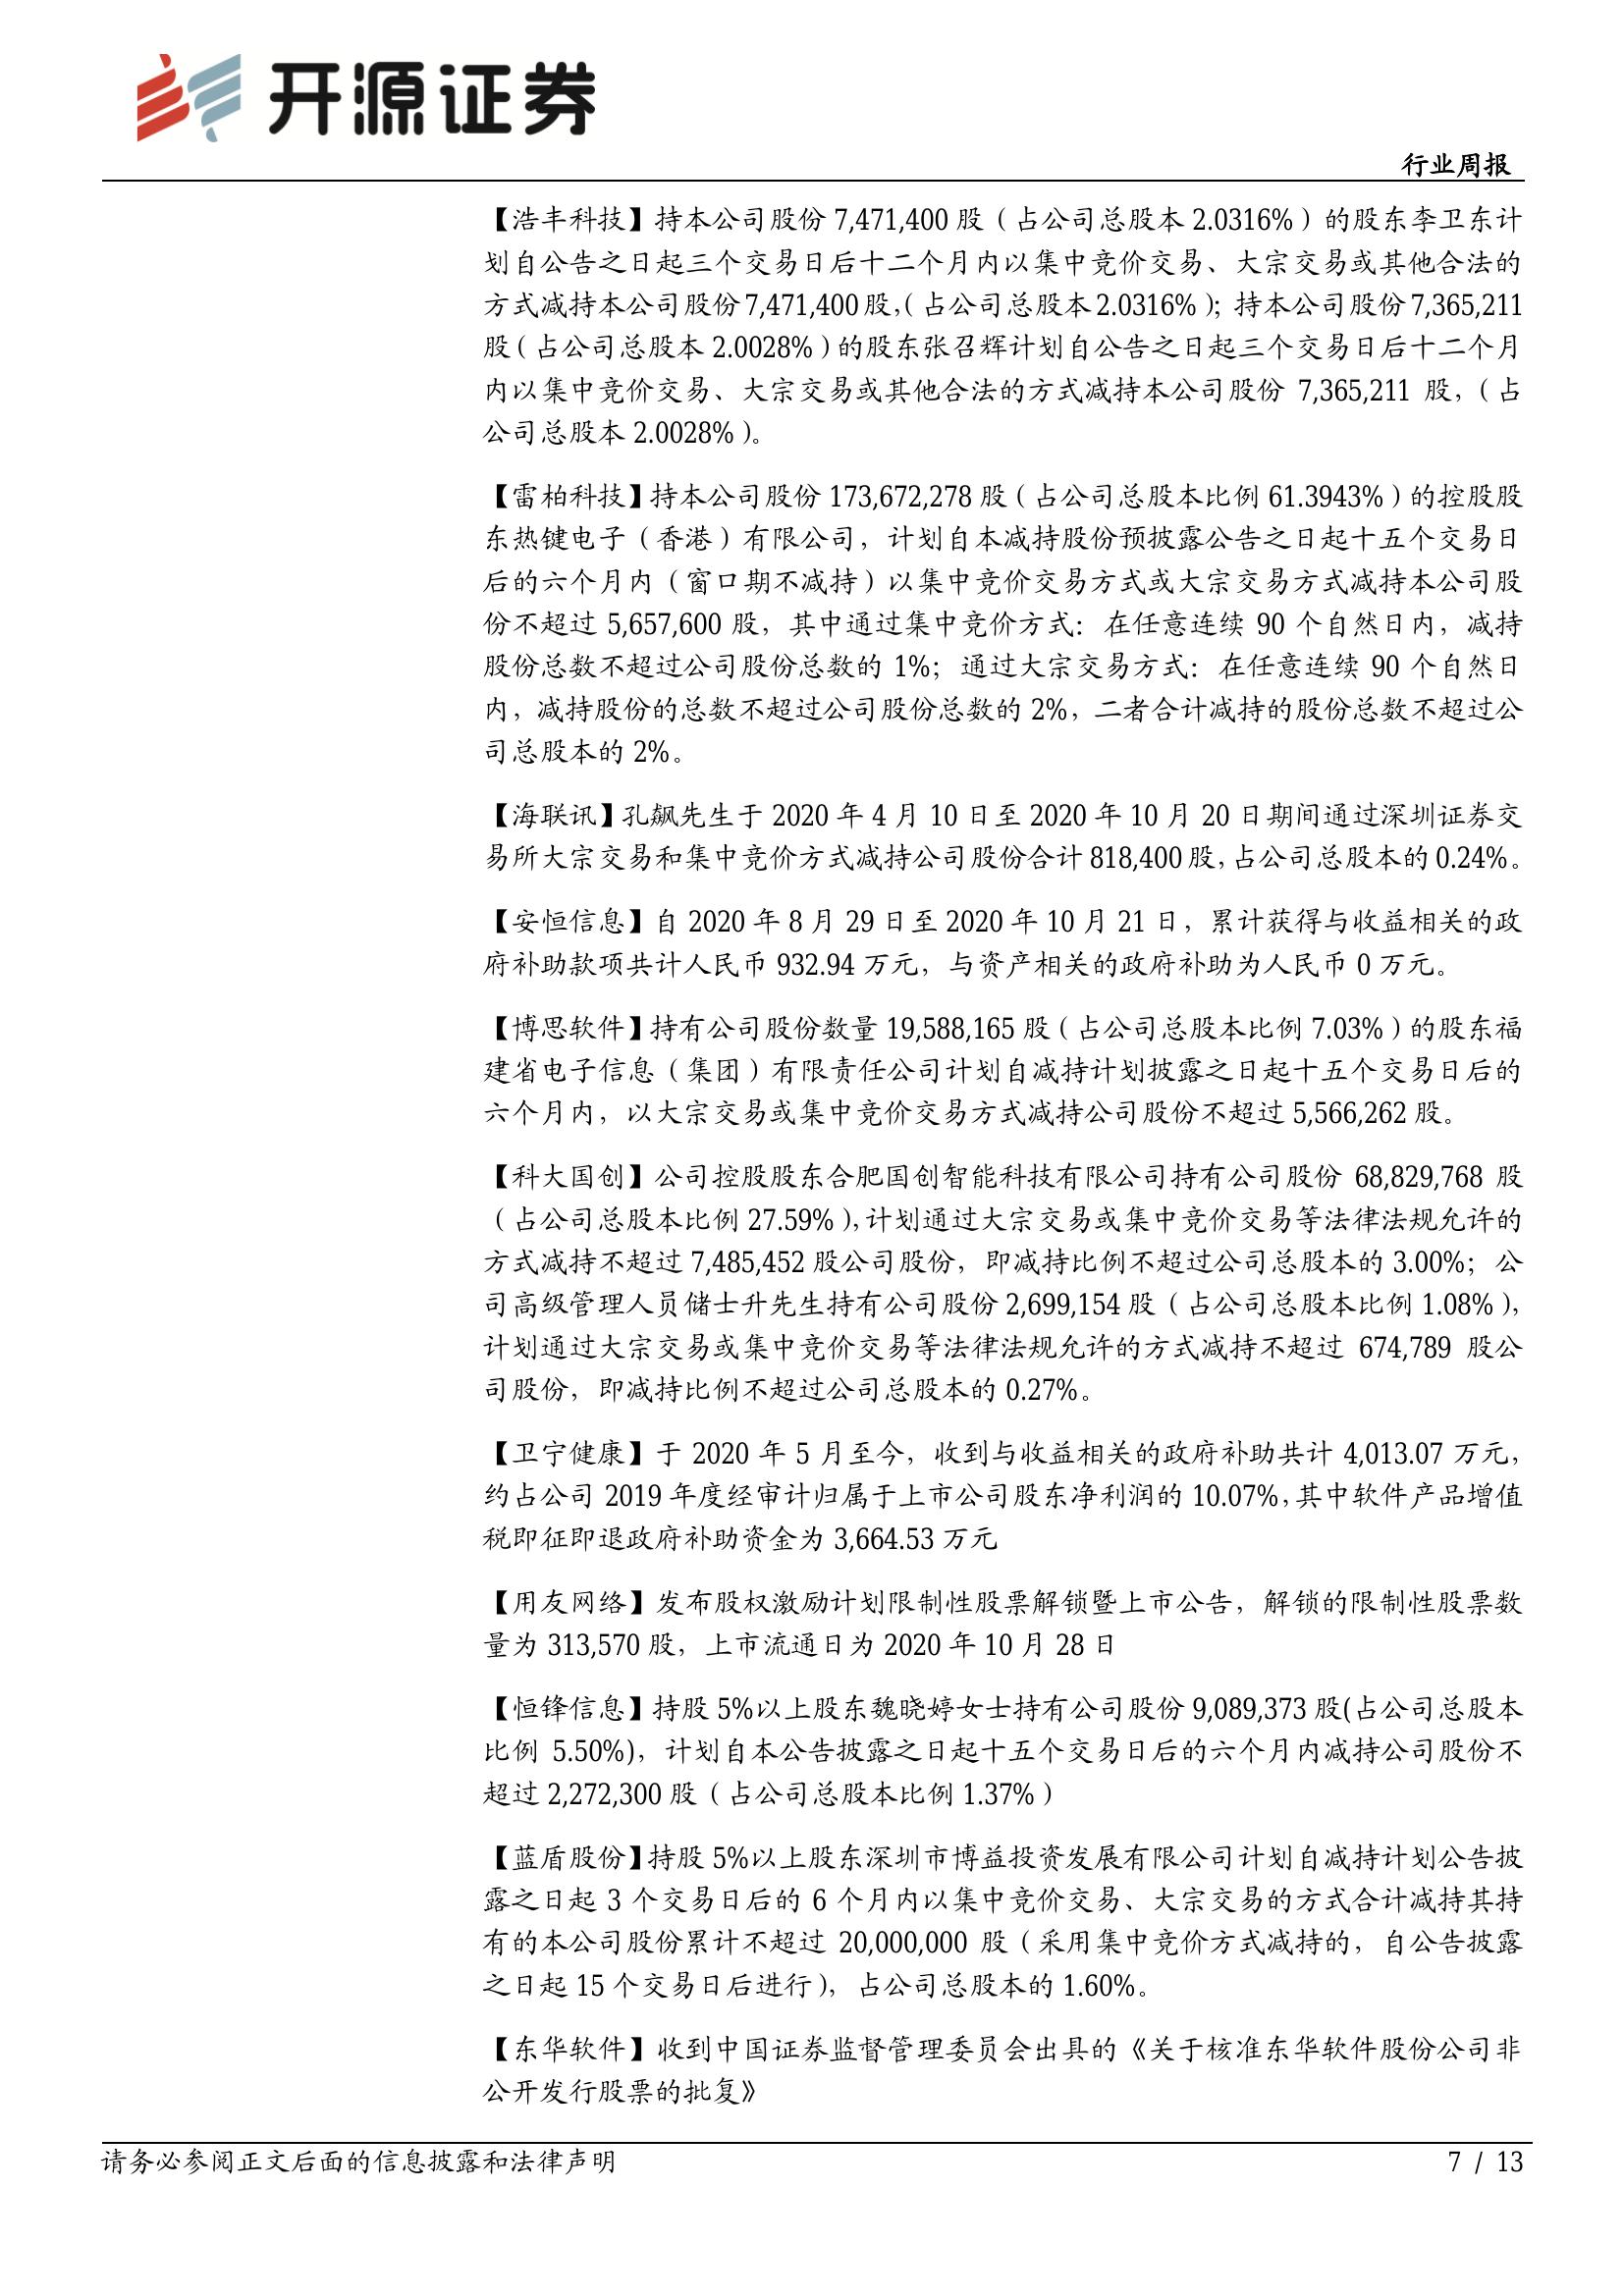 开源证券
行业周报
【浩丰科技】持本公司股份 7,471,400 股（占公司总股本 2.0316%）的股东李卫东计
划自公告之日起三个交易日后十二个月内以集中竞价交易、大宗交易或其他合法的
方式减持本公司股份 7,471,400 股，（占公司总股本 2.0316%）；持本公司股份 7,365,211
股（占公司总股本 2.0028%）的股东张召辉计划自公告之日起三个交易日后十二个月
内以集中竞价交易、大宗交易或其他合法的方式减持本公司股份 7,365,211 股，（占
公司总股本 2.0028%）。
【雷柏科技】持本公司股份 173,672,278 股（占公司总股本比例 61.3943%）的控股股
东热键电子（香港）有限公司，计划自本减持股份预披露公告之日起十五个交易日
后的六个月内（窗口期不减持）以集中竞价交易方式或大宗交易方式减持本公司股
份不超过 5,657,600 股，其中通过集中竞价方式：在任意连续 90 个自然日内，减持
股份总数不超过公司股份总数的 1%；通过大宗交易方式：在任意连续 90 个自然日
内，减持股份的总数不超过公司股份总数的 2%，二者合计减持的股份总数不超过公
司总股本的 2%。
【海联讯】孔飙先生于 2020 年 4 月 10 日至 2020 年 10 月 20 日期间通过深圳证券交
易所大宗交易和集中竞价方式减持公司股份合计 818,400 股，占公司总股本的 0.24%。
【安恒信息】自 2020 年 8 月 29 日至 2020 年 10 月 21 日，累计获得与收益相关的政
府补助款项共计人民币 932.94 万元，与资产相关的政府补助为人民币 0 万元。
【博思软件】持有公司股份数量 19,588,165 股（占公司总股本比例 7.03%）的股东福
建省电子信息（集团）有限责任公司计划自减持计划披露之日起十五个交易日后的
六个月内，以大宗交易或集中竞价交易方式减持公司股份不超过 5,566,262 股。
【科大国创】公司控股股东合肥国创智能科技有限公司持有公司股份 68,829,768 股
（占公司总股本比例 27.59%），计划通过大宗交易或集中竞价交易等法律法规允许的
方式减持不超过 7,485,452 股公司股份，即减持比例不超过公司总股本的 3.00%；公
司高级管理人员储士升先生持有公司股份 2,699,154 股（占公司总股本比例 1.08%），
计划通过大宗交易或集中竞价交易等法律法规允许的方式减持不超过 674,789 股公
司股份，即减持比例不超过公司总股本的 0.27%。
【卫宁健康】于 2020 年 5 月至今，收到与收益相关的政府补助共计 4,013.07 万元，
约占公司 2019 年度经审计归属于上市公司股东净利润的 10.07%，其中软件产品增值
税即征即退政府补助资金为 3,664.53 万元
【用友网络】发布股权激励计划限制性股票解锁暨上市公告，解锁的限制性股票数
量为 313,570 股，上市流通日为 2020 年 10 月 28 日
【恒锋信息】持股 5%以上股东魏晓婷女士持有公司股份 9,089,373 股(占公司总股本
比例 5.50%)，计划自本公告披露之日起十五个交易日后的六个月内减持公司股份不
超过 2,272,300 股（占公司总股本比例 1.37%）
【蓝盾股份】持股 5%以上股东深圳市博益投资发展有限公司计划自减持计划公告披
露之日起 3 个交易日后的 6 个月内以集中竞价交易、大宗交易的方式合计减持其持
有的本公司股份累计不超过 20,000,000 股（采用集中竞价方式减持的，自公告披露
之日起 15 个交易日后进行），占公司总股本的 1.60%。
【东华软件】收到中国证券监督管理委员会出具的《关于核准东华软件股份公司非
公开发行股票的批复》
请务必参阅正文后面的信息披露和法律声明
7 / 13